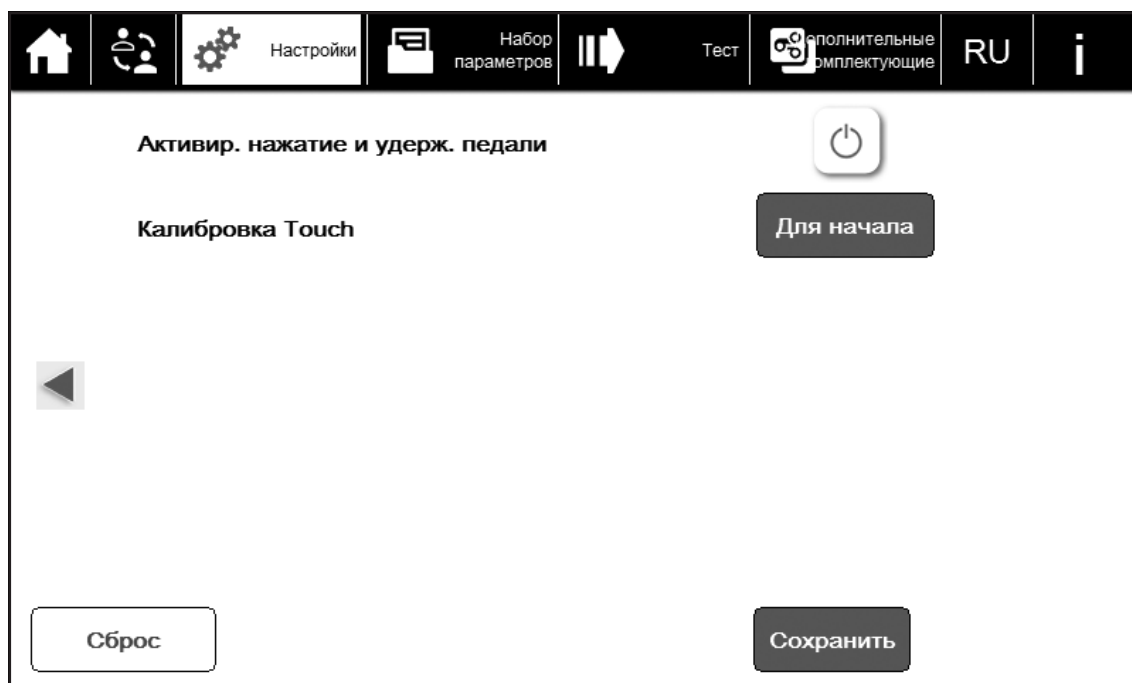 Настройки
Набор
параметров
Тест
ополнительные
омплектующие
RU
i
Активир. нажатие и удерж. педали
Калибровка Touch
Для начала
Сброс
Сохранить